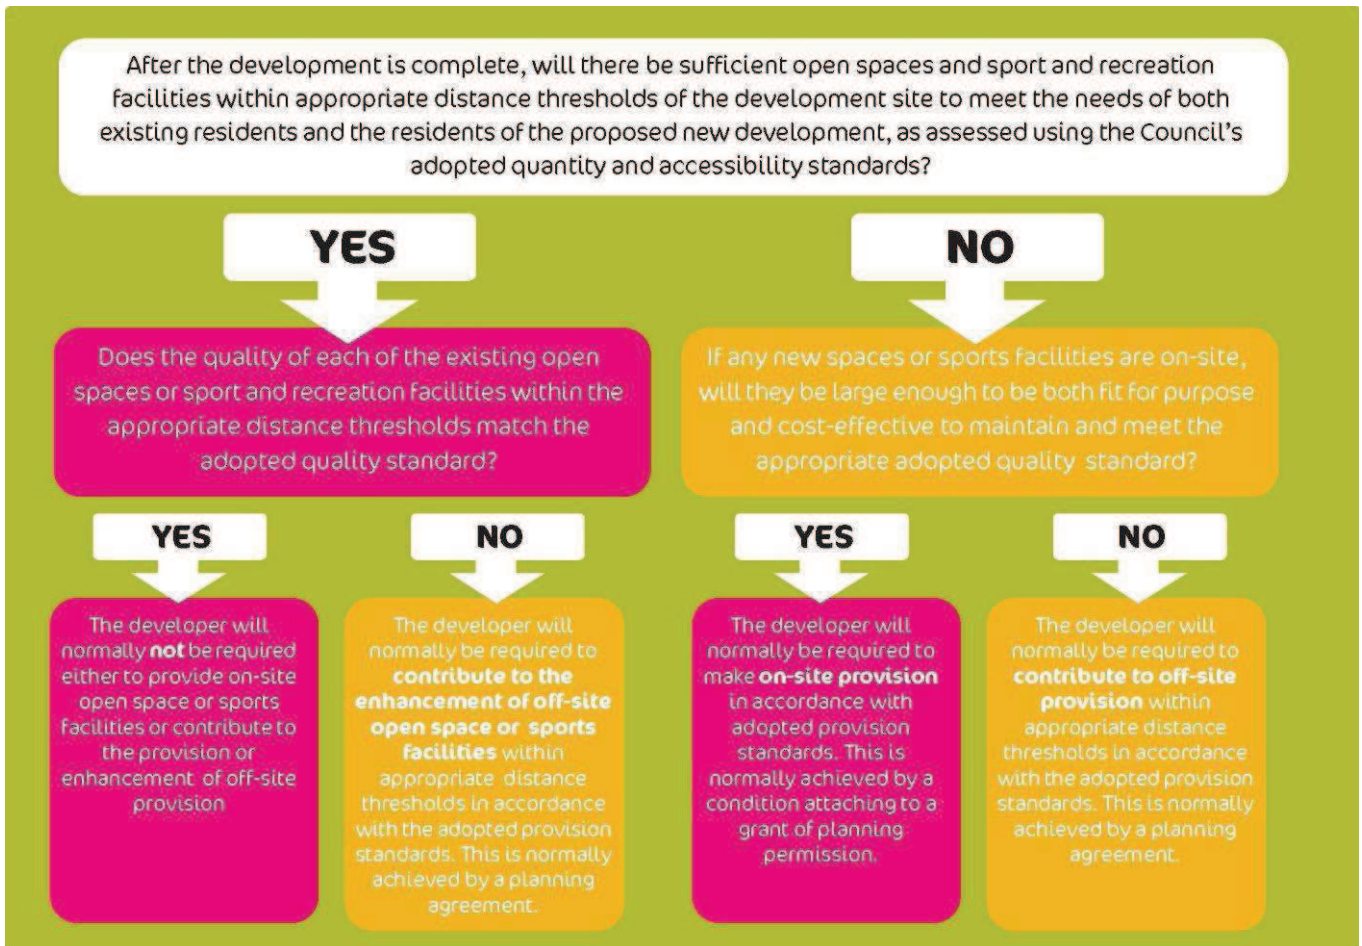 After the development is complete, will there be sufficient open spaces and sport and recreation
facilities within appropriate distance thresholds of the development site to meet the needs of both
existing residents and the residents of the proposed new development, as assessed using the Council's
adopted quantity and accessibility standards?
YES
NO
Does the quality of each of the existing open
spaces or sport and recreation facilities within the
appropriate distance thresholds match the
adopted quality standard?
If any new spaces or sports facilities are on-site,
will they be large enough to be both fit for purpose
and cost-effective to maintain and meet the
appropriate adopted quality standard?
YES
NO
YES
NO
The developer will
normally not be required
either to provide on-site
open space or sports
facilities or contribute to
the provision or
enhancement of off-site
provision
The developer will
normally be required to
contribute to the
enhancement of off-site
open space or sports
facilities within
appropriate distance
thresholds in accordance
with the adopted provision
standards. This is normally
achieved by a planning
agreement.
The developer will
normally be required to
make on-site provision
in accordance with
adopted provision
standards. This is
normally achieved by a
condition attaching to a
grant of planning
permission.
The developer will
normally be required to
contribute to off-site
provision within
appropriate distance
thresholds in accordance
with the adopted provision
standards. This is normally
achieved by a planning
agreement.